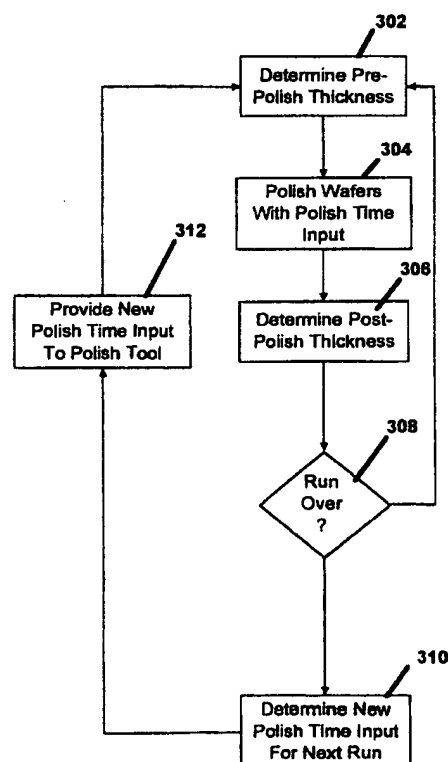 302
Determine Pre-
Polish Thickness
304
Polish Wafers
With Polish Time
Input
312
Provide New
Polish Time Input
To Polish Tool
306
Determine Post-
Polish Thickness
308
Run
Over
?
310
Determine New
Polish Time Input
For Next Run